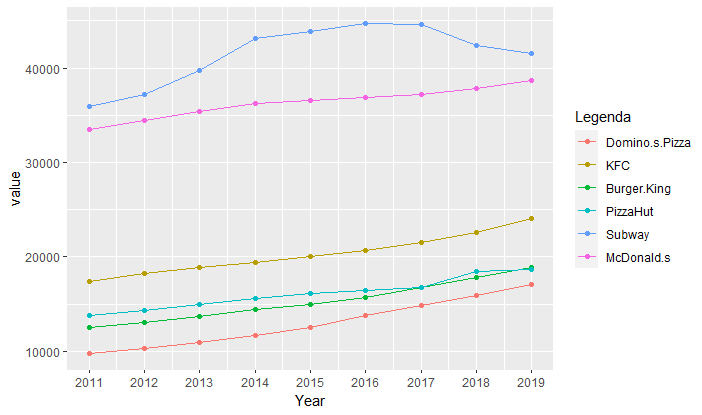 value
40000
30000
20000
10000
2011 2012 2013 2014 2015 2016 2017 2018 2019
Year
Legenda
Domino.s.Pizza
KFC
Burger.King
PizzaHut
Subway
McDonald.s